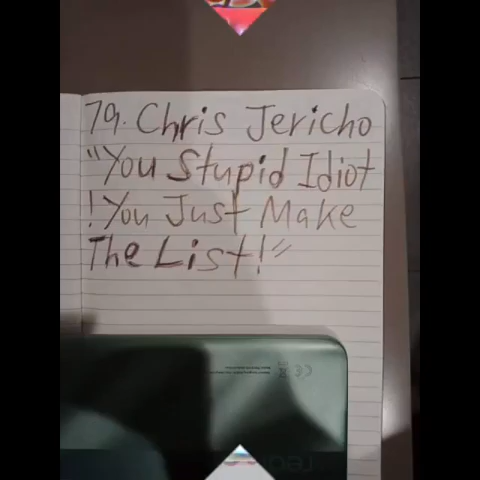 79. Chris Jericho
"You Stupid Idiot
! You Just Make
The List!"